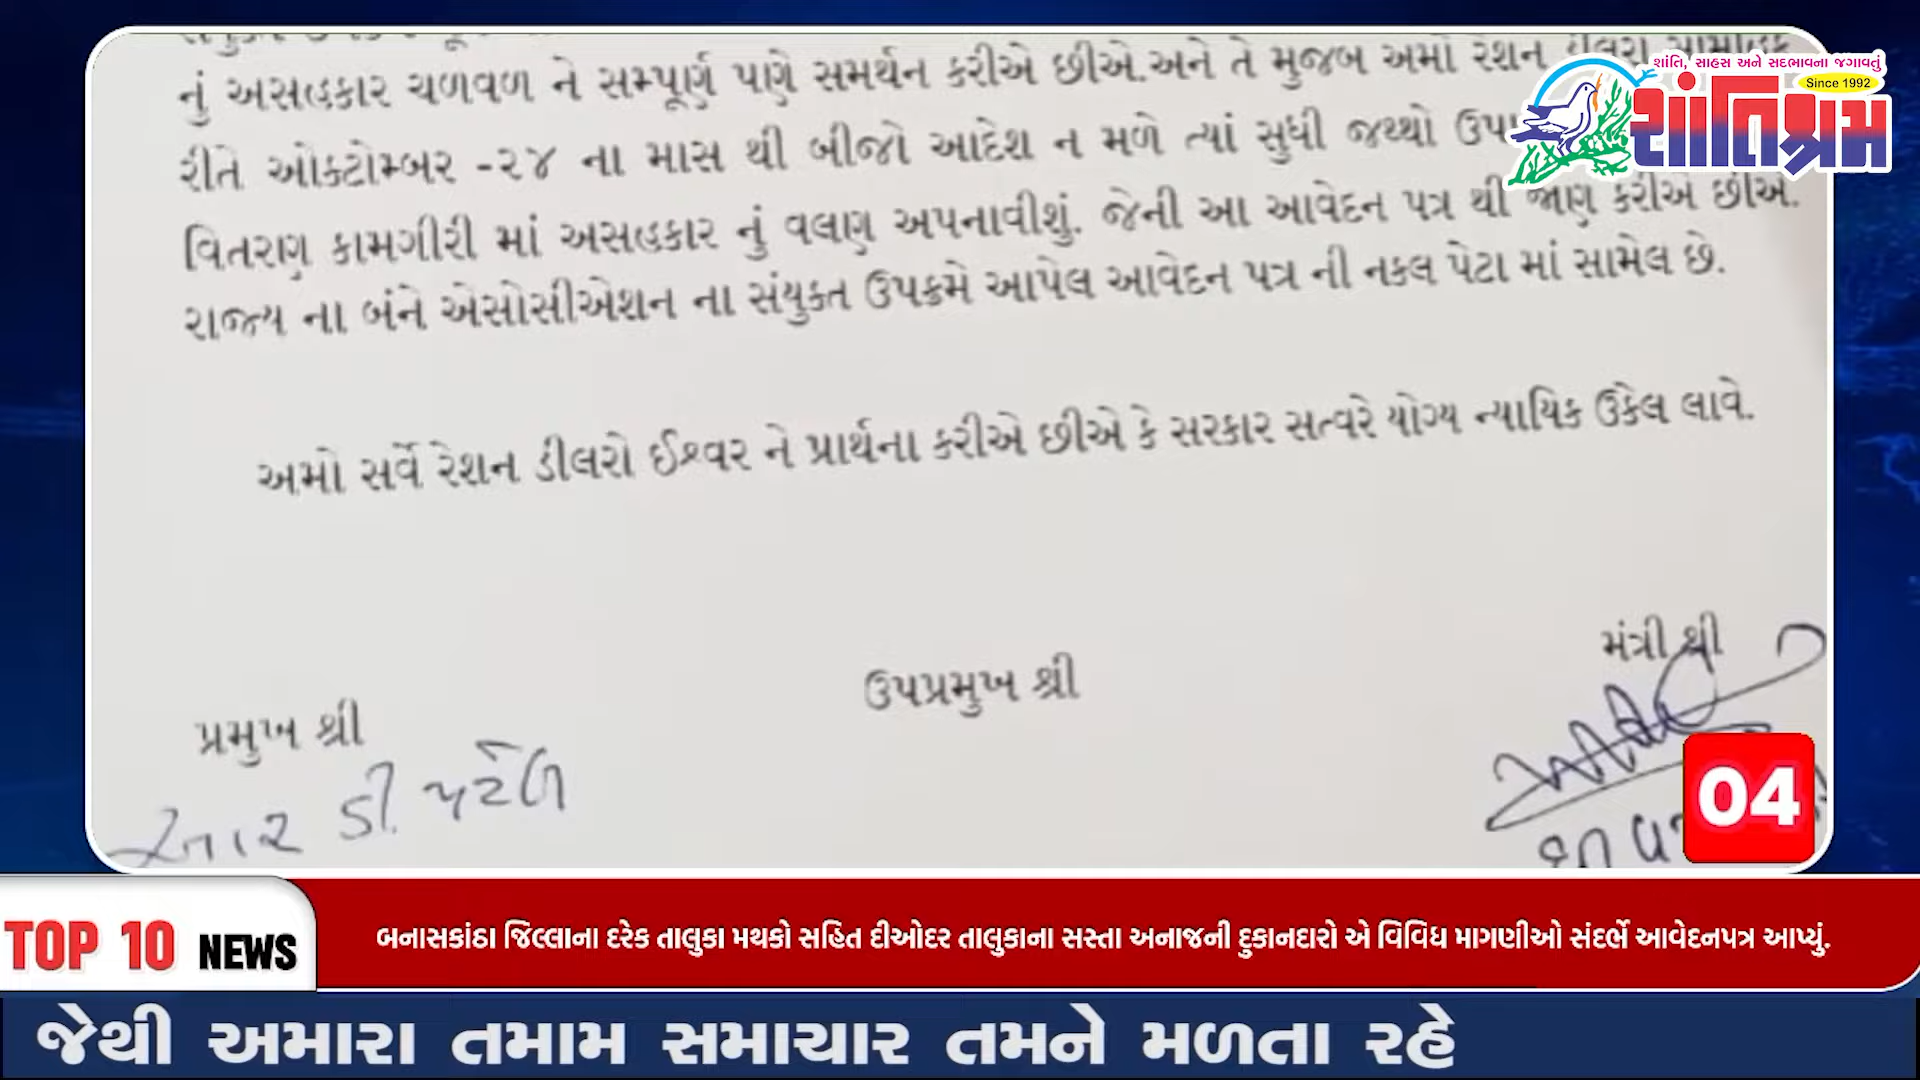 નું અસહકાર ચળવળ ને સમ્પૂર્ણ પણે સમર્થન કરીએ છીએ.અને તે મુજબ અમો રેશન
રીતે ઓક્ટોમ્બર -૨૪ ના માસ થી બીજો આદેશ ન મળે ત્યાં સુધી જથ્થો
વિતરણ કામગીરી માં અસહકાર નું વલણ અપનાવીશું. જેની આ આવેદન પત્ર થી જાણ કરીએ છીએ.
રાજ્ય ના બંને એસોસીએશન ના સંયુક્ત ઉપક્રમે આપેલ આવેદન પત્ર ની નકલ પેટા માં સામેલ છે.
અમો સર્વે રેશન ડીલરો ઈશ્વર ને પ્રાર્થના કરીએ છીએ કે સરકાર સત્વરે યોગ્ય ન્યાયિક ઉકેલ લાવે.
મંત્રી શ્રી
ઉપપ્રમુખ શ્રી
પ્રમુખ શ્રી
આર ડી પટેલ
શાંતિ, સાહસ અને સદભાવના જગાવતું
Since 1992
શાંતિશ્રમ
04
TOP 10 NEWS
બનાસકાંઠા જિલ્લાના દરેક તાલુકા મથકો સહિત દીઓદર તાલુકાના સસ્તા અનાજની દુકાનદારો એ વિવિધ માગણીઓ સંદર્ભે આવેદનપત્ર આપ્યું.
જેથી અમારા તમામ સમાચાર તમને મળતા રહે